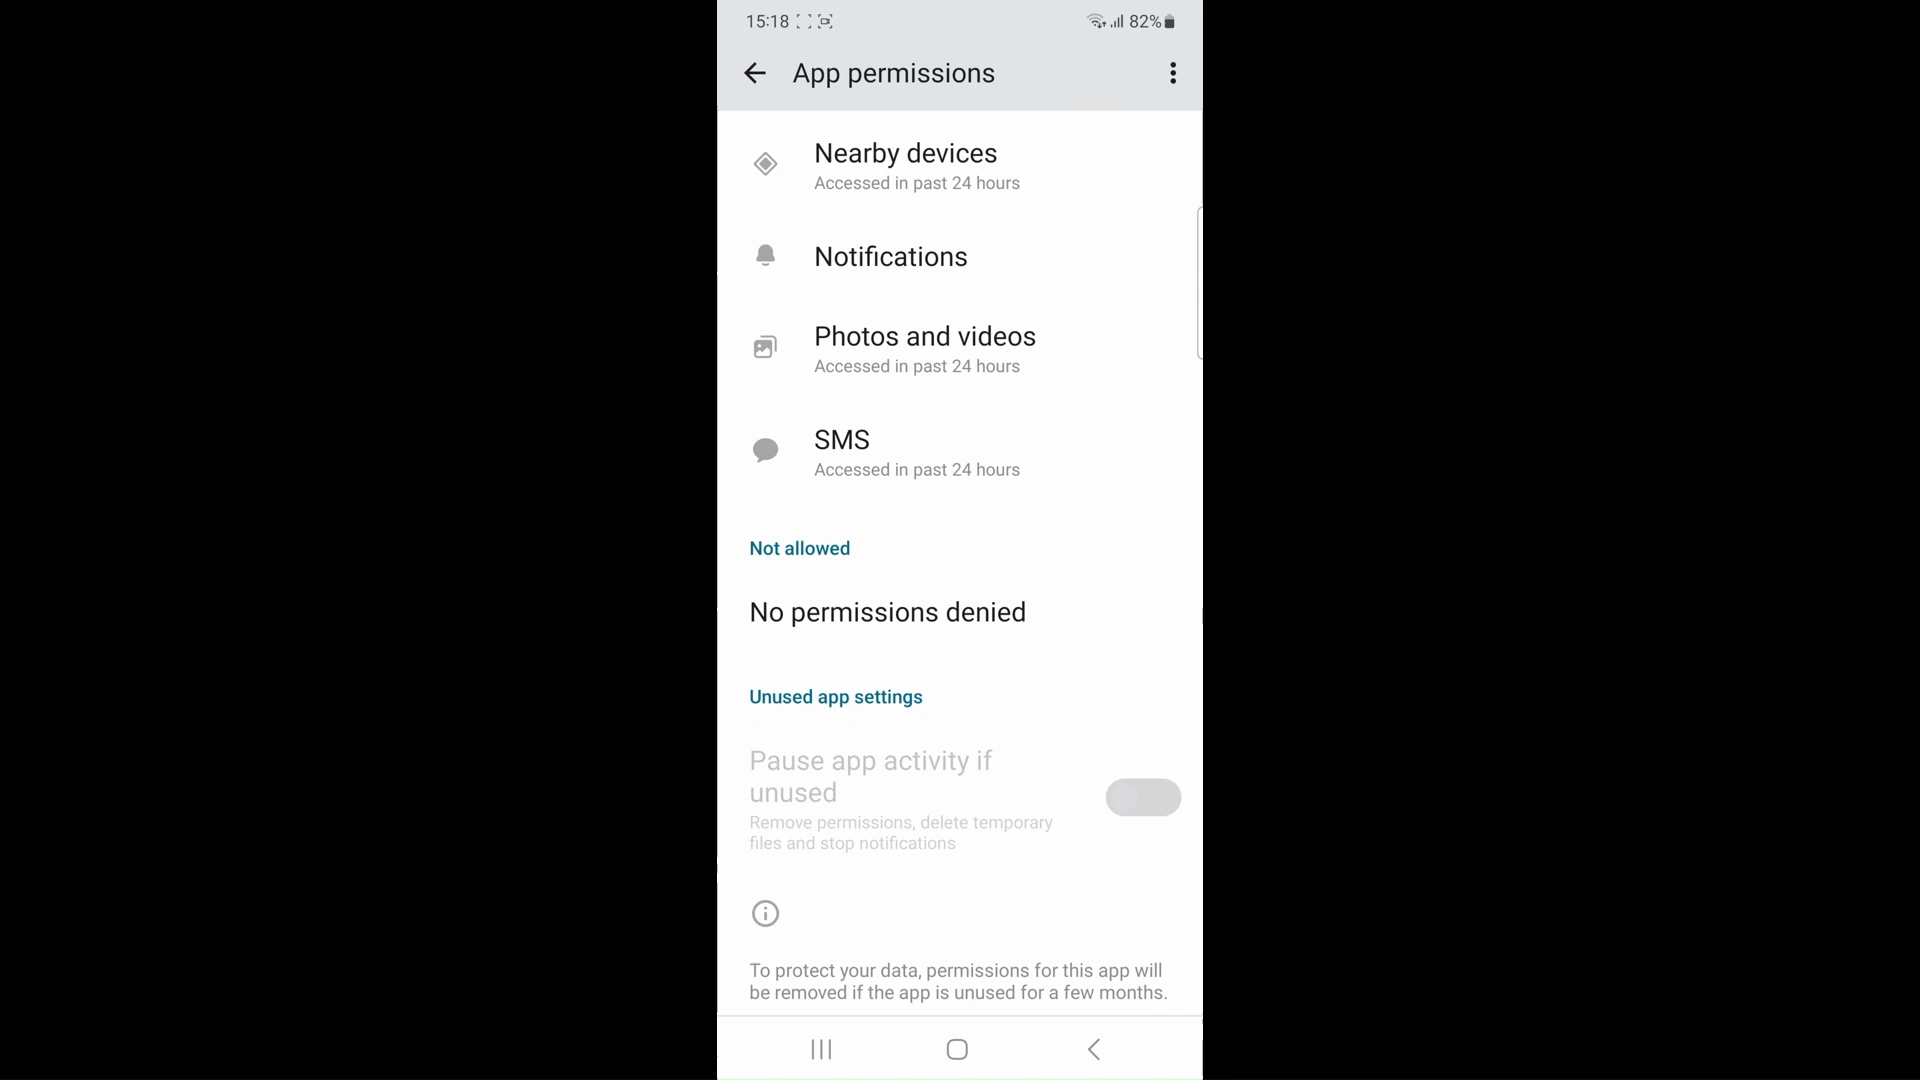 15:18 82%
App permissions
Nearby devices
Accessed in past 24 hours
Notifications
Photos and videos
Accessed in past 24 hours
SMS
Accessed in past 24 hours
Not allowed
No permissions denied
Unused app settings
Pause app activity if
unused
Remove permissions, delete temporary
files and stop notifications
To protect your data, permissions for this app will
be removed if the app is unused for a few months.